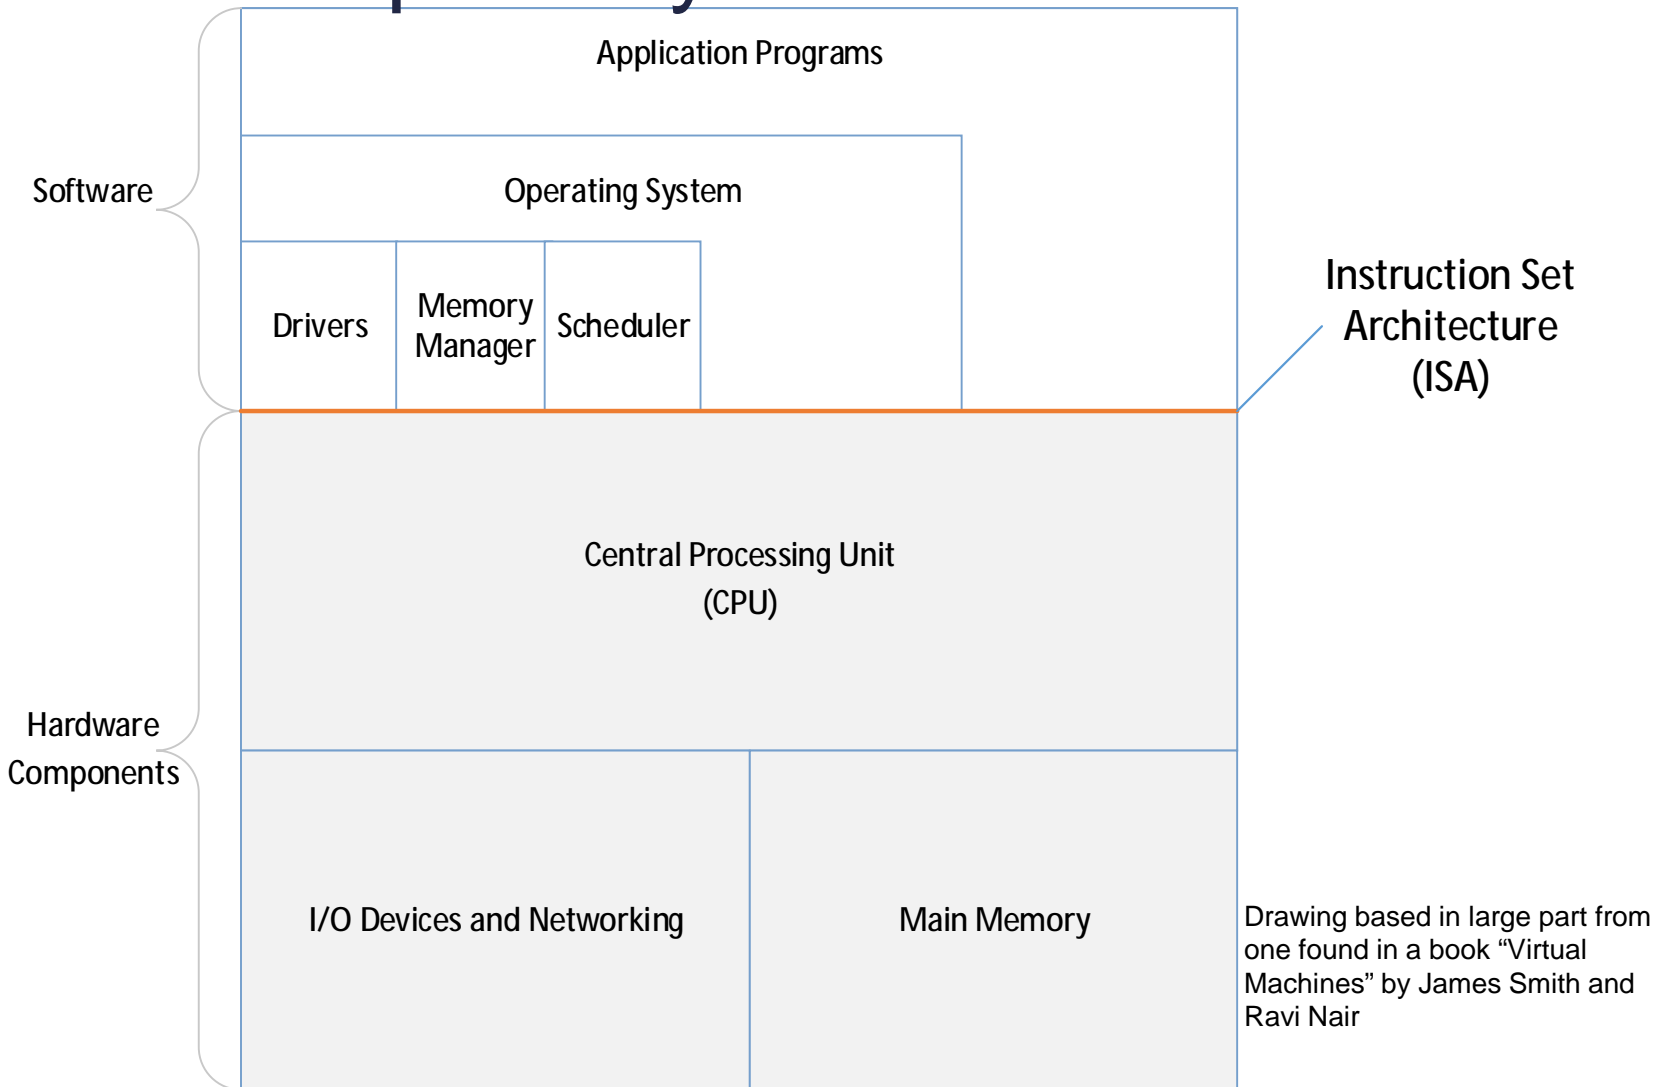 Application Programs
Software
Operating System
Drivers
Memory
Manager
Scheduler
Instruction Set
Architecture
(ISA)
Central Processing Unit
(CPU)
Hardware
Components
I/O Devices and Networking
Main Memory
Drawing based in large part from
one found in a book “Virtual
Machines” by James Smith and
Ravi Nair